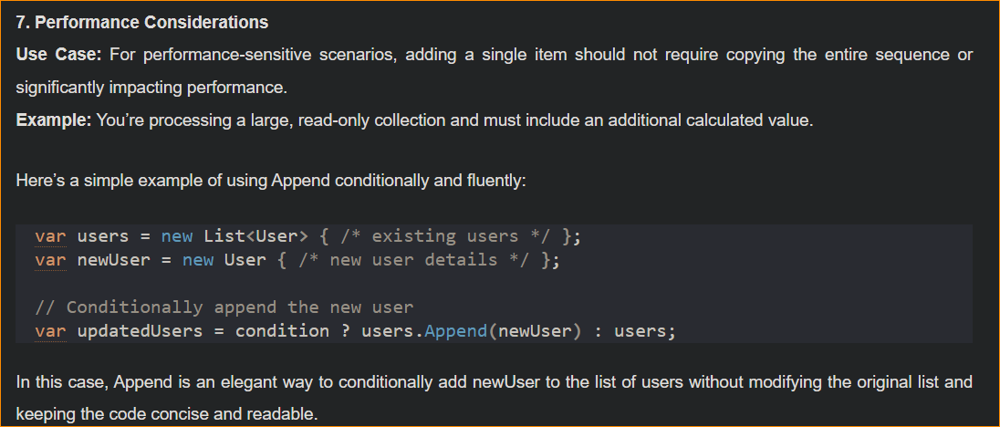 7. Performance Considerations
Use Case: For performance-sensitive scenarios, adding a single item should not require copying the entire sequence or
significantly impacting performance.
Example: You’re processing a large, read-only collection and must include an additional calculated value.
Here’s a simple example of using Append conditionally and fluently:
var users = new List<User> { /* existing users */ };
var newUser = new User { /* new user details */ };
// Conditionally append the new user
var updatedUsers = condition ? users.Append(newUser) : users;
In this case, Append is an elegant way to conditionally add newUser to the list of users without modifying the original list and
keeping the code concise and readable.